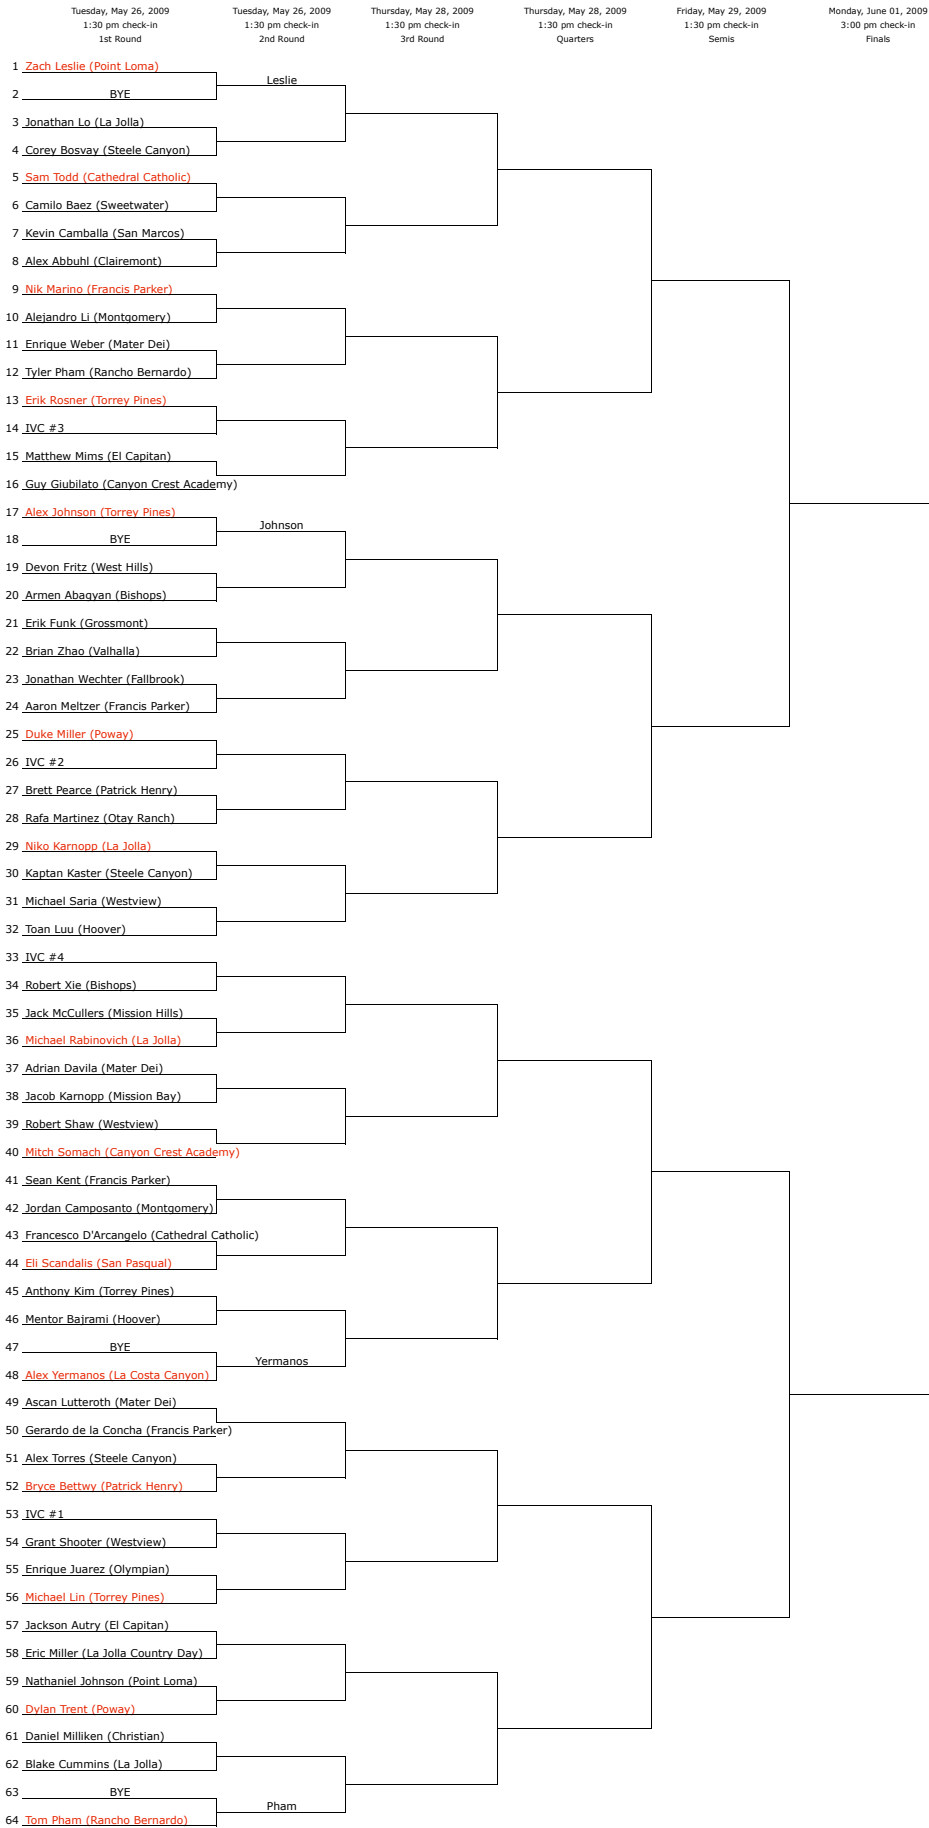 Tuesday, May 26, 2009 Tuesday, May 26, 2009 Thursday, May 28, 2009 Thursday, May 28, 2009 Friday, May 29, 2009 Monday, June 01, 2009
1:30 pm check-in 1:30 pm check-in 1:30 pm check-in 1:30 pm check-in 1:30 pm check-in 3:00 pm check-in
1st Round 2nd Round 3rd Round Quarters Semis Finals
1 Zach Leslie (Point Loma)
Leslie
2 BYE
3 Jonathan Lo (La Jolla)
4 Corey Bosvay (Steele Canyon)
5 Sam Todd (Cathedral Catholic)
6 Camilo Baez (Sweetwater)
7 Kevin Camballa (San Marcos)
8 Alex Abbuhl (Clairemont)
9 Nik Marino (Francis Parker)
10 Alejandro Li (Montgomery)
11 Enrique Weber (Mater Dei)
12 Tyler Pham (Rancho Bernardo)
13 Erik Rosner (Torrey Pines)
14 IVC #3
15 Matthew Mims (El Capitan)
16 Guy Giubilato (Canyon Crest Academy)
17 Alex Johnson (Torrey Pines)
Johnson
18 BYE
19 Devon Fritz (West Hills)
20 Armen Abagyan (Bishops)
21 Erik Funk (Grossmont)
22 Brian Zhao (Valhalla)
23 Jonathan Wechter (Fallbrook)
24 Aaron Meltzer (Francis Parker)
25 Duke Miller (Poway)
26 IVC #2
27 Brett Pearce (Patrick Henry)
28 Rafa Martinez (Otay Ranch)
29 Niko Karnopp (La Jolla)
30 Kaptan Kaster (Steele Canyon)
31 Michael Saria (Westview)
32 Toan Luu (Hoover)
33 IVC #4
34 Robert Xie (Bishops)
35 Jack McCullers (Mission Hills)
36 Michael Rabinovich (La Jolla)
37 Adrian Davila (Mater Dei)
38 Jacob Karnopp (Mission Bay)
39 Robert Shaw (Westview)
40 Mitch Somach (Canyon Crest Academy)
41 Sean Kent (Francis Parker)
42 Jordan Camposanto (Montgomery)
43 Francesco D'Arcangelo (Cathedral Catholic)
44 Eli Scandalis (San Pasqual)
45 Anthony Kim (Torrey Pines)
46 Mentor Bajrami (Hoover)
47 BYE
Yermanos
48 Alex Yermanos (La Costa Canyon)
49 Ascan Lutteroth (Mater Dei)
50 Gerardo de la Concha (Francis Parker)
51 Alex Torres (Steele Canyon)
52 Bryce Bettwy (Patrick Henry)
53 IVC #1
54 Grant Shooter (Westview)
55 Enrique Juarez (Olympian)
56 Michael Lin (Torrey Pines)
57 Jackson Autry (El Capitan)
58 Eric Miller (La Jolla Country Day)
59 Nathaniel Johnson (Point Loma)
60 Dylan Trent (Poway)
61 Daniel Milliken (Christian)
62 Blake Cummins (La Jolla)
63 BYE
Pham
64 Tom Pham (Rancho Bernardo)